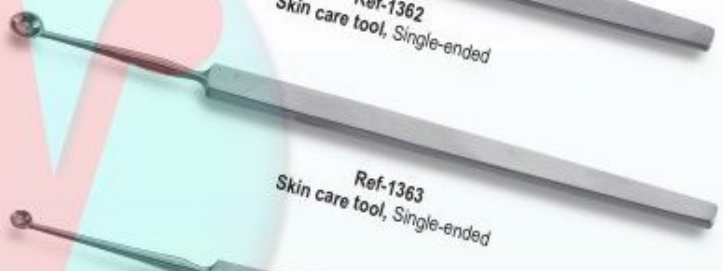 Ref-1362
Skin care tool, Single-ended
Ref-1363
Skin care tool, Single-ended